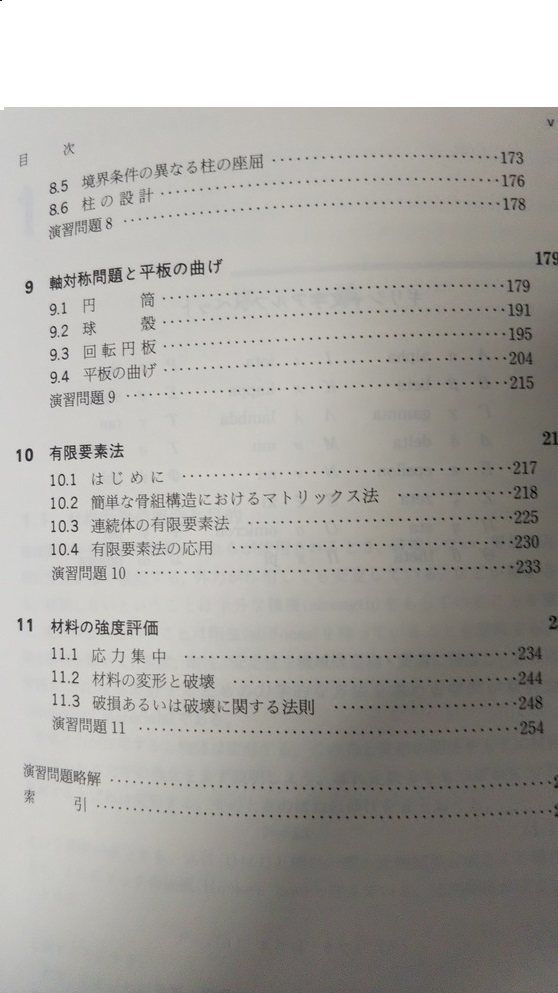 目 次
v
8.5 境界条件の異なる柱の座屈 ……………………173
8.6 柱の設計 ……………………176
演習問題8 ……………………178
9 軸対称問題と平板の曲げ 179
9.1 円 筒 ……………………179
9.2 球 殻 ……………………191
9.3 回転円板 ……………………195
9.4 平板の曲げ ……………………204
演習問題9 ……………………215
10 有限要素法
10.1 はじめに ……………………217
10.2 簡単な骨組構造におけるマトリックス法 ……………………218
10.3 連続体の有限要素法 ……………………225
10.4 有限要素法の応用 ……………………230
演習問題10 ……………………233
11 材料の強度評価
11.1 応力集中 ……………………234
11.2 材料の変形と破壊 ……………………244
11.3 破損あるいは破壊に関する法則 ……………………248
演習問題11 ……………………254
演習問題略解 ……………………
索 引 ……………………